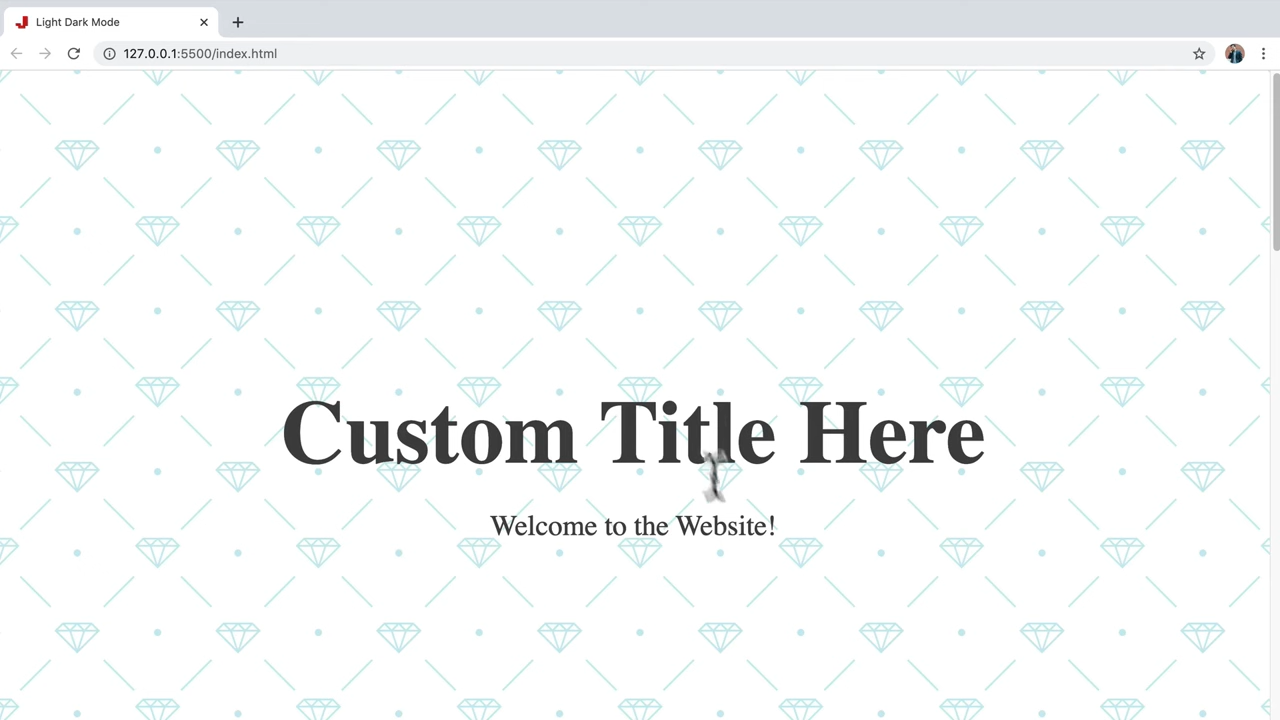 Light Dark Mode
127.0.0.1:5500/index.html
Custom Title Here
Welcome to the Website!